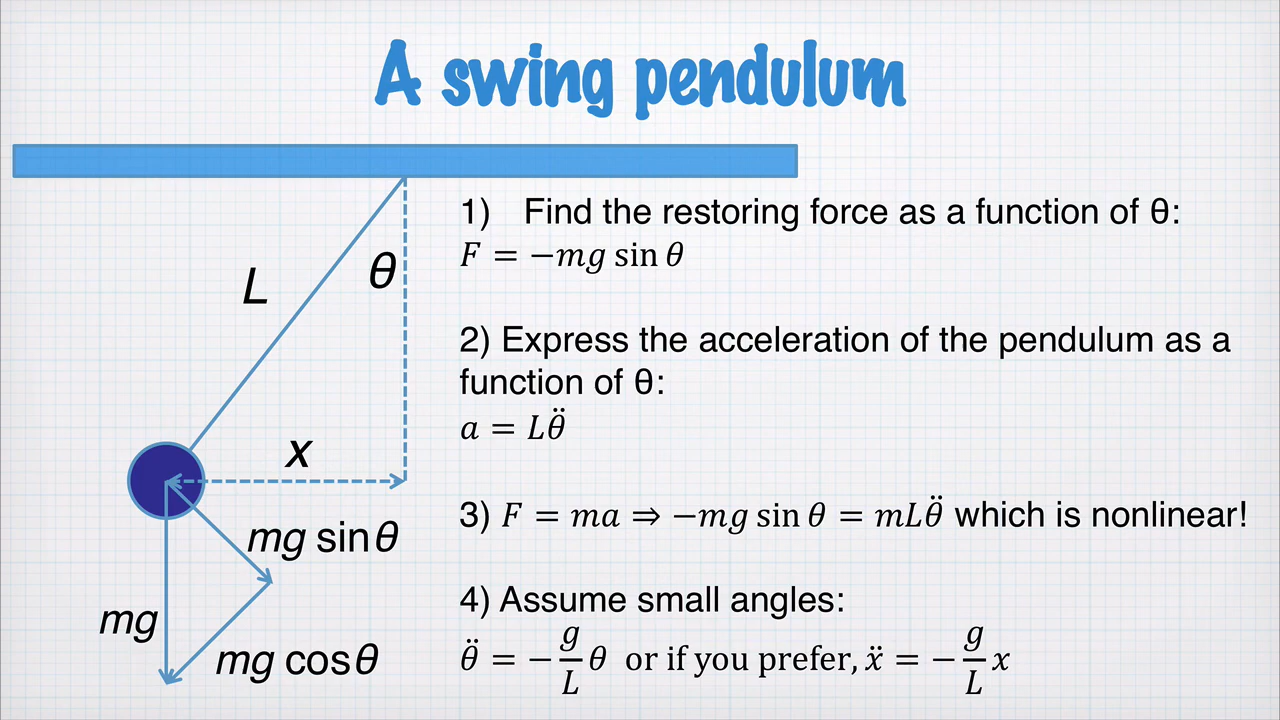 A swing pendulum
L
θ
x
mg sinθ
mg
mg cosθ
1) Find the restoring force as a function of θ:
F = −mg sin θ
2) Express the acceleration of the pendulum as a
function of θ:
a = Lθ̈
3) F = ma ⇒ −mg sin θ = mLθ̈ which is nonlinear!
4) Assume small angles:
θ̈ = −g/L θ or if you prefer, ẍ = −g/L x